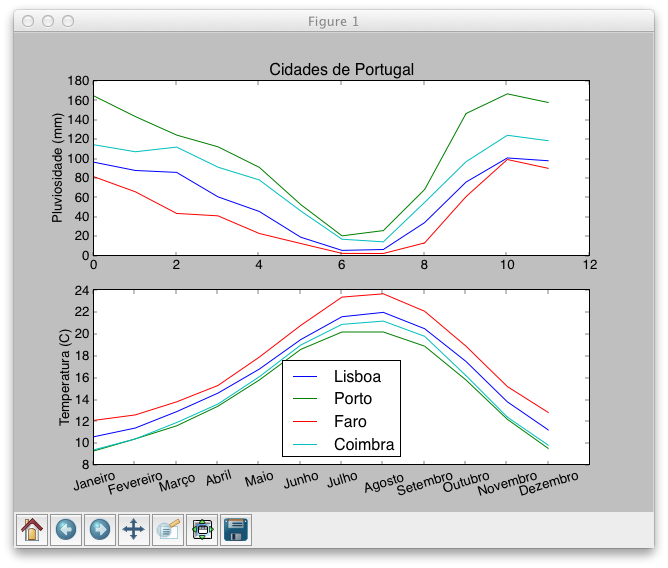 Figure 1
Cidades de Portugal
Pluviosidade (mm)
180
160
140
120
100
80
60
40
20
0
0 2 4 6 8 10 12
Temperatura (C)
24
22
20
18
16
14
12
10
8
Lisboa
Porto
Faro
Coimbra
Janeiro Fevereiro Março Abril Maio Junho Julho Agosto Setembro Outubro Novembro Dezembro